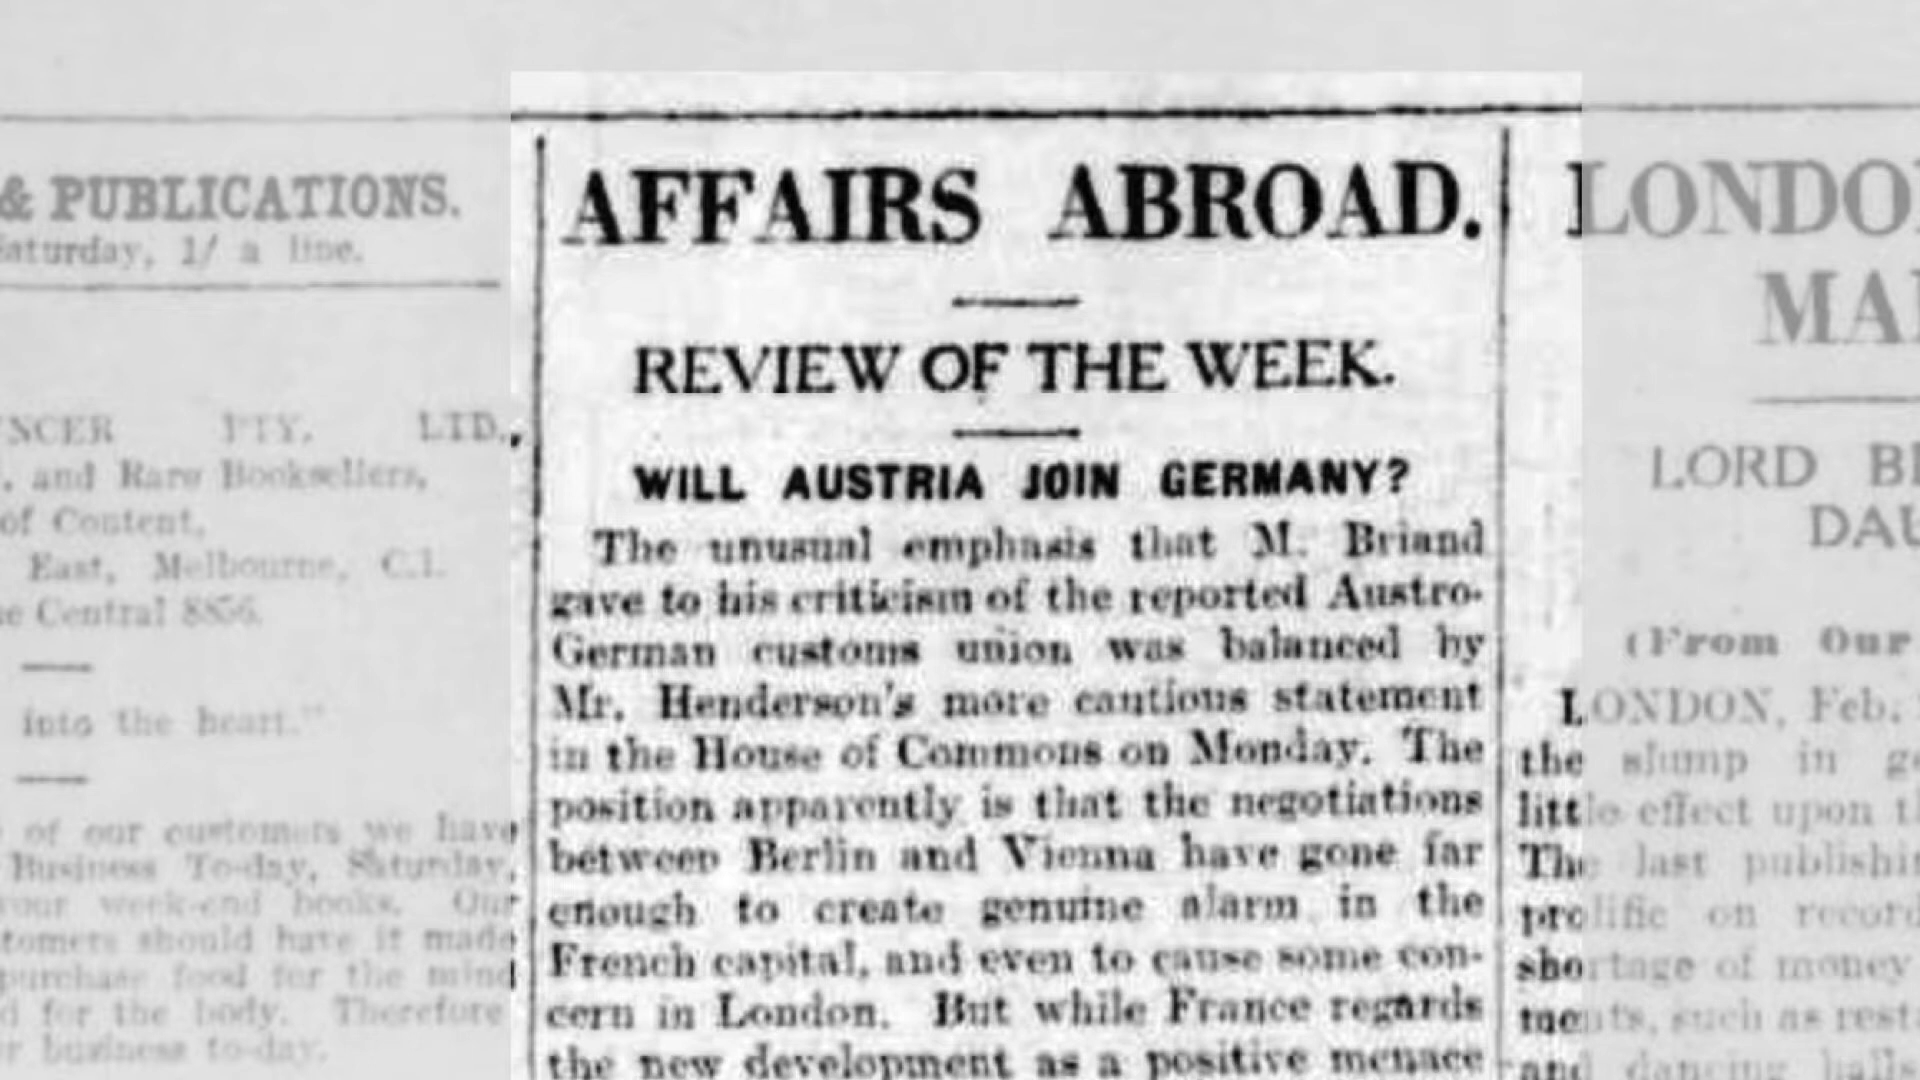 & PUBLICATIONS.
Saturday, 1/ a line.
NCER PTY. LTD.,
. and Rare Booksellers,
of Content,
East, Melbourne, C.1.
Central 8856.
into the heart."
of our customers we have
Business To-day, Saturday,
your week-end books. Our
tomers should have it made
purchase food for the mind
d for the body. Therefore
r business to-day.
AFFAIRS ABROAD.
REVIEW OF THE WEEK.
WILL AUSTRIA JOIN GERMANY?
The unusual emphasis that M. Briand
gave to his criticism of the reported Austro-
German customs union was balanced by
Mr. Henderson's more cautious statement
in the House of Commons on Monday. The
position apparently is that the negotiations
between Berlin and Vienna have gone far
enough to create genuine alarm in the
French capital, and even to cause some con-
cern in London. But while France regards
the new development as a positive menace
LONDO
MA
LORD B
DAU
(From Our
LONDON, Feb.
the slump in g
little effect upon t
The last publishi
prolific on record
shortage of money
ments, such as rest
and dancing halls